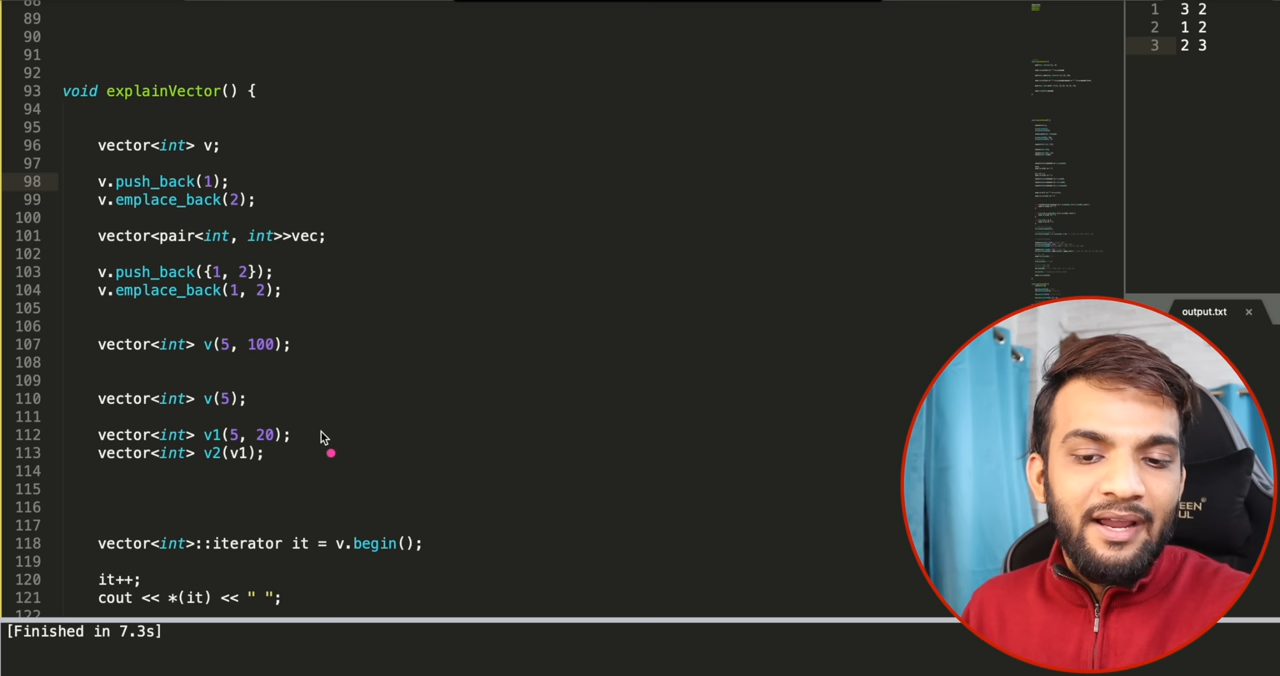 88
89
90
91
92
93 void explainVector() {
94
95
96 vector<int> v;
97
98 v.push_back(1);
99 v.emplace_back(2);
100
101 vector<pair<int, int>>vec;
102
103 v.push_back({1, 2});
104 v.emplace_back(1, 2);
105
106
107 vector<int> v(5, 100);
108
109
110 vector<int> v(5);
111
112 vector<int> v1(5, 20);
113 vector<int> v2(v1);
114
115
116
117
118 vector<int>::iterator it = v.begin();
119
120 it++;
121 cout << *(it) << " ";
122
[Finished in 7.3s]
1 3 2
2 1 2
3 2 3
output.txt ×